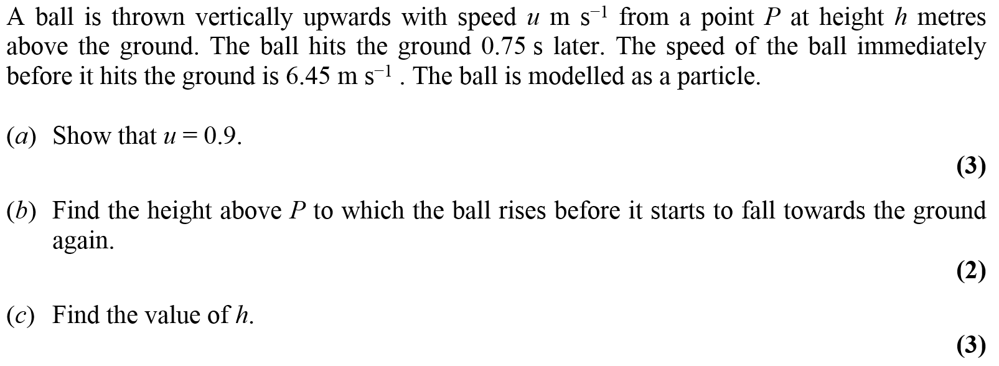 A ball is thrown vertically upwards with speed u m s⁻¹ from a point P at height h metres
above the ground. The ball hits the ground 0.75 s later. The speed of the ball immediately
before it hits the ground is 6.45 m s⁻¹ . The ball is modelled as a particle.
(a) Show that u = 0.9.
(3)
(b) Find the height above P to which the ball rises before it starts to fall towards the ground
again.
(2)
(c) Find the value of h.
(3)